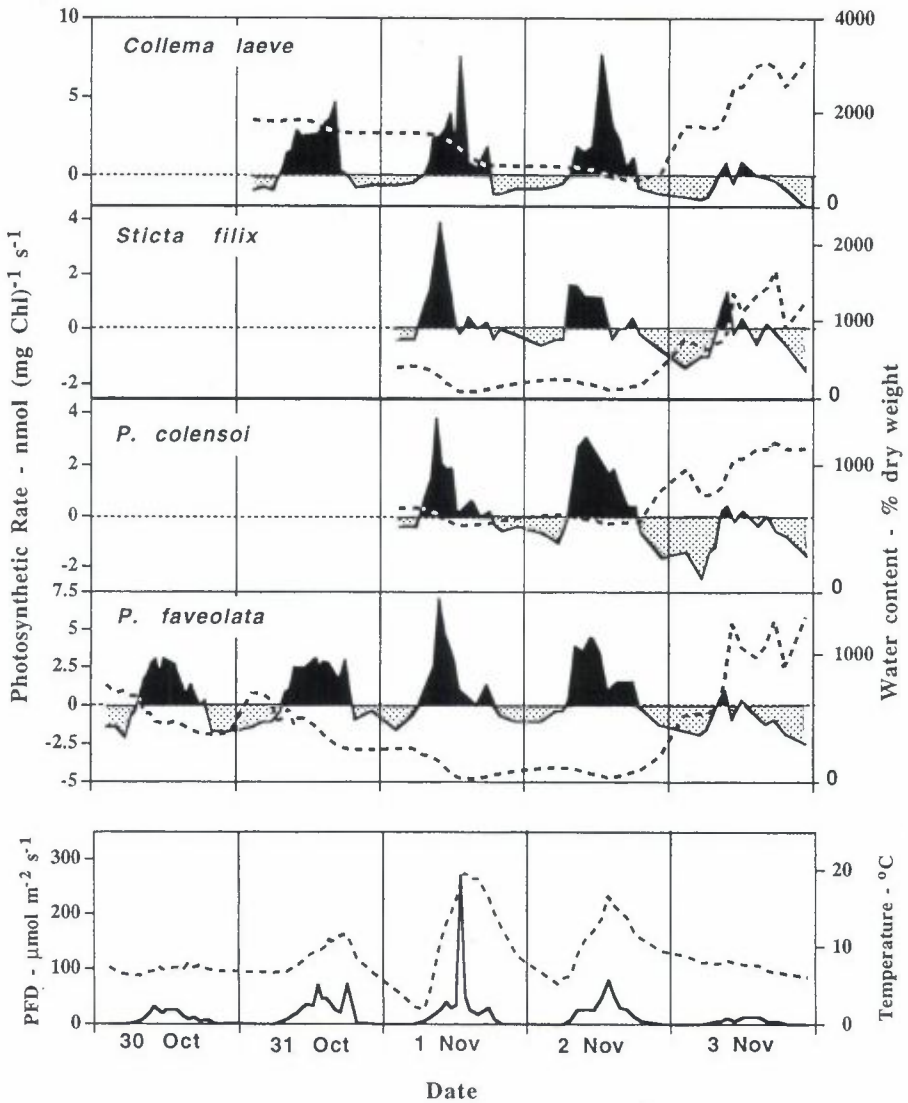 Collema laeve
10
5
0
4000
2000
0
Sticta filix
4
2
0
-2
2000
1000
0
P. colensoi
4
2
0
-2
1000
0
P. faveolata
7.5
5
2.5
0
-2.5
-5
1000
0
Photosynthetic Rate - nmol (mg Chl)-1 s-1
Water content - % dry weight
300
200
100
0
PFD - µmol m-2 s-1
20
10
0
Temperature - oC
30 Oct
31 Oct
1 Nov
2 Nov
3 Nov
Date